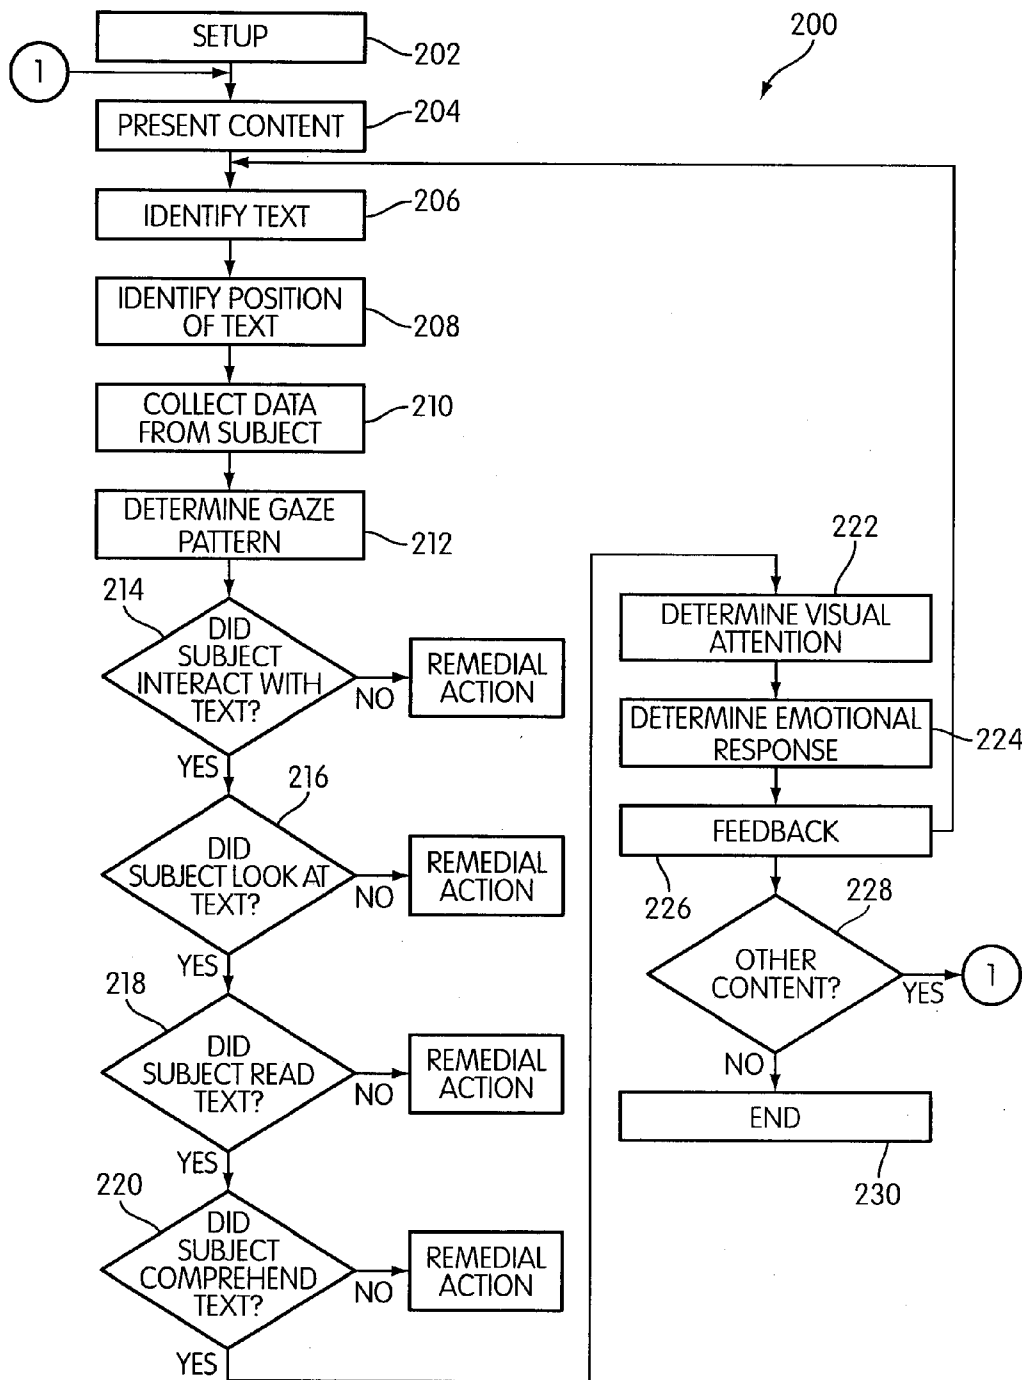 SETUP
202
200
1
PRESENT CONTENT
204
IDENTIFY TEXT
206
IDENTIFY POSITION
OF TEXT
208
COLLECT DATA
FROM SUBJECT
210
DETERMINE GAZE
PATTERN
212
214
DID
SUBJECT
INTERACT WITH
TEXT?
NO
REMEDIAL
ACTION
YES
216
DID
SUBJECT LOOK AT
TEXT?
NO
REMEDIAL
ACTION
YES
218
DID
SUBJECT READ
TEXT?
NO
REMEDIAL
ACTION
YES
220
DID
SUBJECT
COMPREHEND
TEXT?
NO
REMEDIAL
ACTION
YES
222
DETERMINE VISUAL
ATTENTION
DETERMINE EMOTIONAL
RESPONSE
224
FEEDBACK
226
228
OTHER
CONTENT?
YES
1
NO
END
230